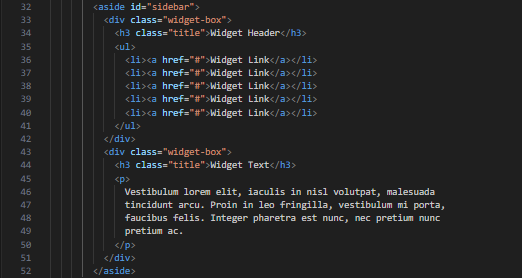 32 <aside id="sidebar">
33 <div class="widget-box">
34 <h3 class="title">Widget Header</h3>
35 <ul>
36 <li><a href="#">Widget Link</a></li>
37 <li><a href="#">Widget Link</a></li>
38 <li><a href="#">Widget Link</a></li>
39 <li><a href="#">Widget Link</a></li>
40 <li><a href="#">Widget Link</a></li>
41 </ul>
42 </div>
43 <div class="widget-box">
44 <h3 class="title">Widget Text</h3>
45 <p>
46 Vestibulum lorem elit, iaculis in nisl volutpat, malesuada
47 tincidunt arcu. Proin in leo fringilla, vestibulum mi porta,
48 faucibus felis. Integer pharetra est nunc, nec pretium nunc
49 pretium ac.
50 </p>
51 </div>
52 </aside>